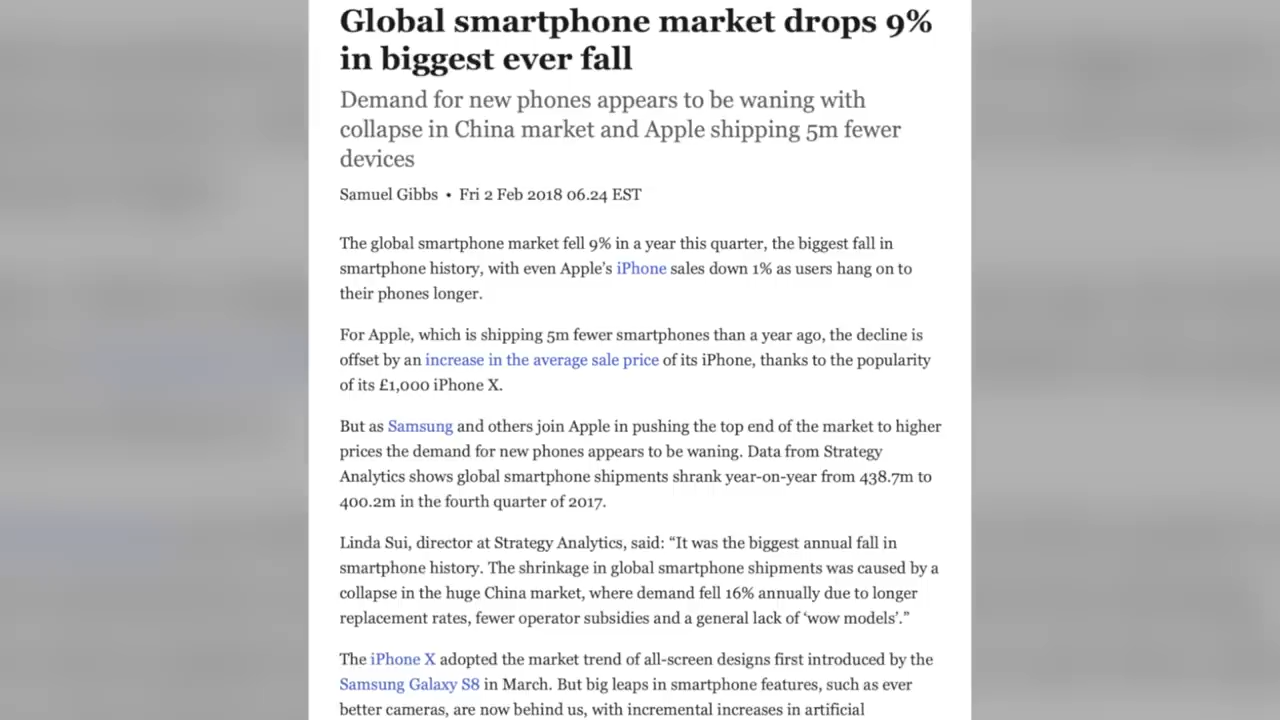 Global smartphone market drops 9%
in biggest ever fall
Demand for new phones appears to be waning with
collapse in China market and Apple shipping 5m fewer
devices
Samuel Gibbs • Fri 2 Feb 2018 06.24 EST
The global smartphone market fell 9% in a year this quarter, the biggest fall in
smartphone history, with even Apple’s iPhone sales down 1% as users hang on to
their phones longer.
For Apple, which is shipping 5m fewer smartphones than a year ago, the decline is
offset by an increase in the average sale price of its iPhone, thanks to the popularity
of its £1,000 iPhone X.
But as Samsung and others join Apple in pushing the top end of the market to higher
prices the demand for new phones appears to be waning. Data from Strategy
Analytics shows global smartphone shipments shrank year-on-year from 438.7m to
400.2m in the fourth quarter of 2017.
Linda Sui, director at Strategy Analytics, said: “It was the biggest annual fall in
smartphone history. The shrinkage in global smartphone shipments was caused by a
collapse in the huge China market, where demand fell 16% annually due to longer
replacement rates, fewer operator subsidies and a general lack of ‘wow models’.”
The iPhone X adopted the market trend of all-screen designs first introduced by the
Samsung Galaxy S8 in March. But big leaps in smartphone features, such as ever
better cameras, are now behind us, with incremental increases in artificial